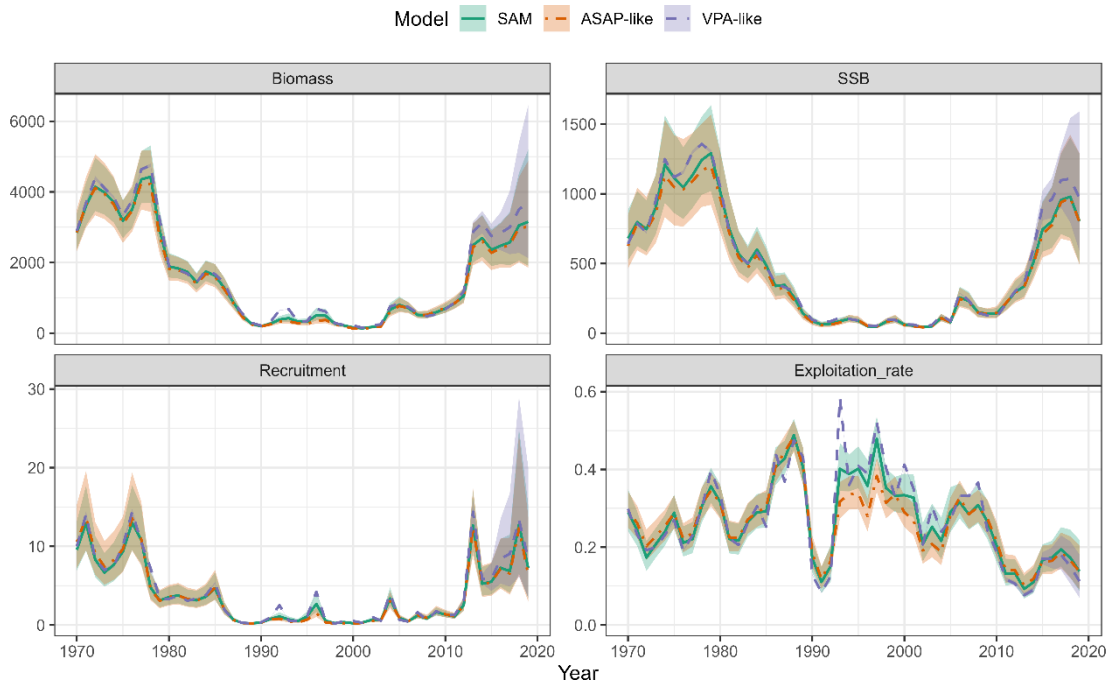 Model SAM ASAP-like VPA-like
Biomass
SSB
6000
4000
2000
0
1500
1000
500
0
Recruitment
Exploitation_rate
30
20
10
0
0.6
0.4
0.2
0.0
1970 1980 1990 2000 2010 2020
1970 1980 1990 2000 2010 2020
Year